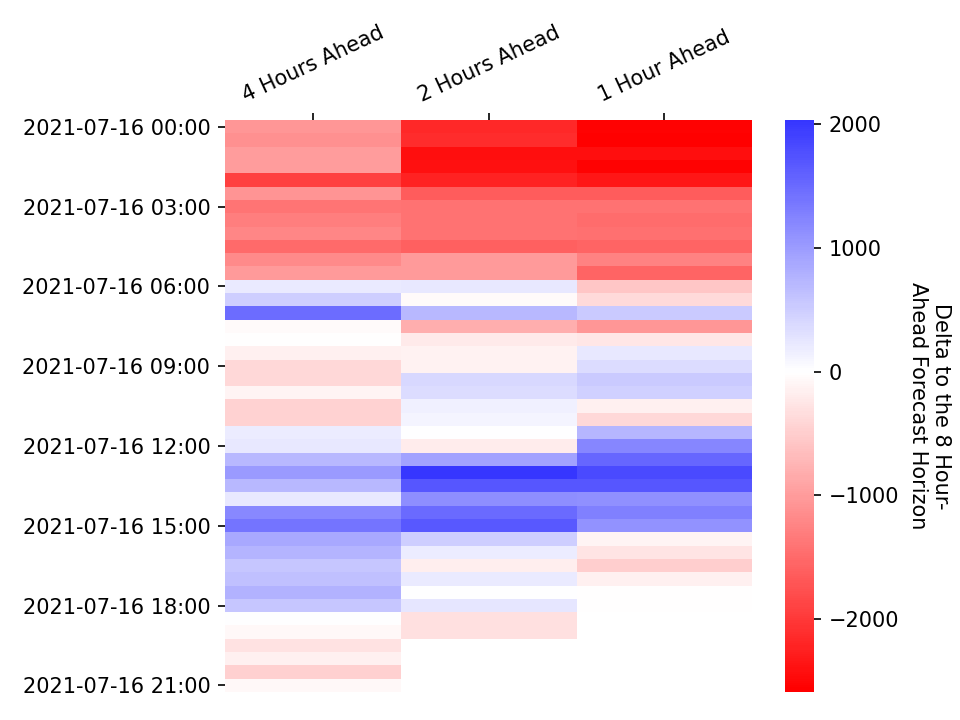 4 Hours Ahead
2 Hours Ahead
1 Hour Ahead
2021-07-16 00:00
2021-07-16 03:00
2021-07-16 06:00
2021-07-16 09:00
2021-07-16 12:00
2021-07-16 15:00
2021-07-16 18:00
2021-07-16 21:00
2000
1000
0
−1000
−2000
Delta to the 8 Hour-
Ahead Forecast Horizon